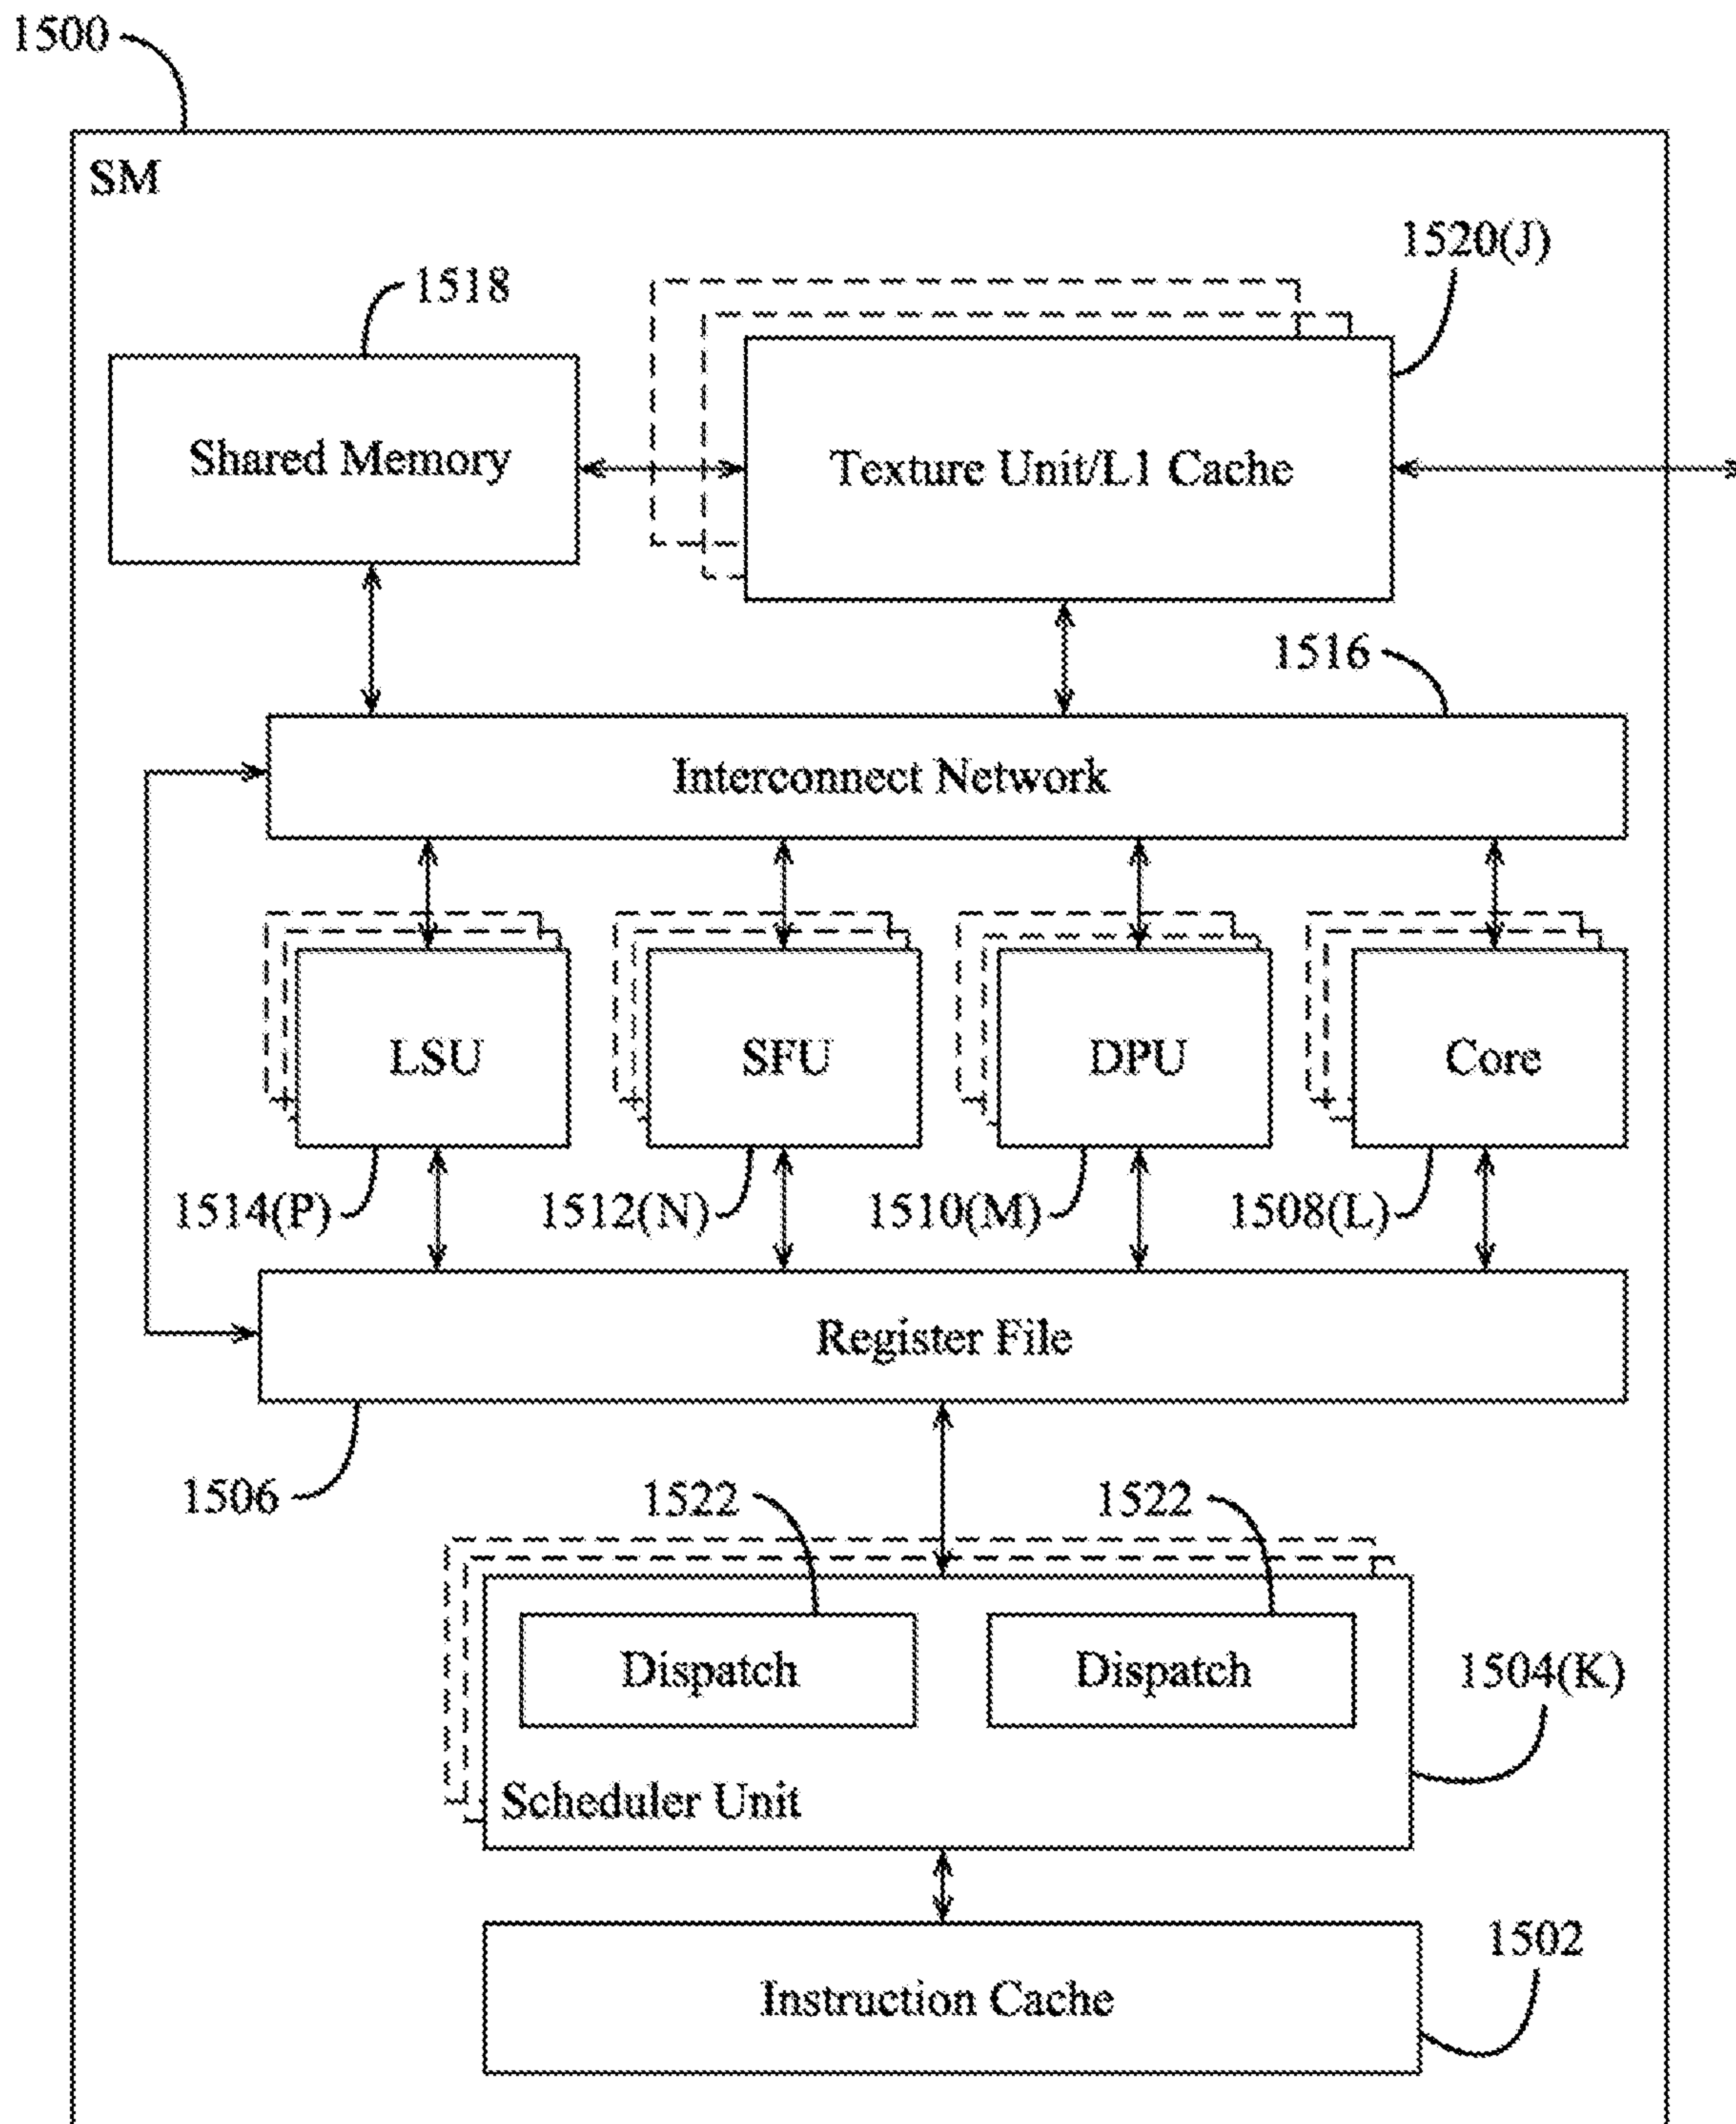 1500
SM
1520(J)
1518
Shared Memory
Texture Unit/L1 Cache
1516
Interconnect Network
LSU
SFU
DPU
Core
1514(P)
1512(N)
1510(M)
1508(L)
Register File
1506
1522
1522
Dispatch
Dispatch
1504(K)
Scheduler Unit
1502
Instruction Cache